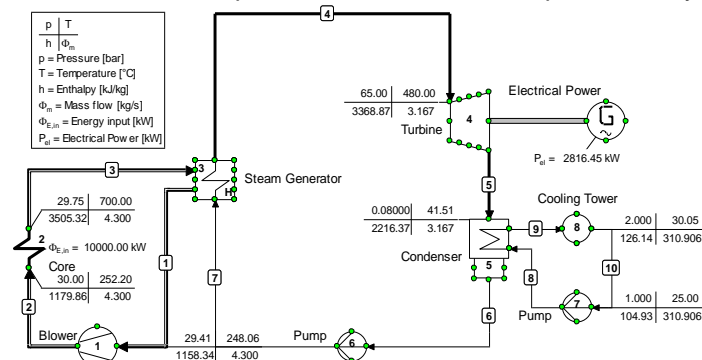 p T
h Φm
p = Pressure [bar]
T = Temperature [°C]
h = Enthalpy [kJ/kg]
Φm = Mass flow [kg/s]
ΦE,in = Energy input [kW]
Pel = Electrical Power [kW]
4
65.00 480.00
3368.87 3.167
Turbine
4
Electrical Power
G
~
Pel = 2816.45 kW
3
3
H
Steam Generator
29.75 700.00
3505.32 4.300
2
ΦE,in = 10000.00 kW
Core
30.00 252.20
1179.86 4.300
1
2
7
5
0.08000 41.51
2216.37 3.167
Condenser
5
Cooling Tower
9
8
2.000 30.05
126.14 310.906
10
8
1.000 25.00
104.93 310.906
Pump
7
6
Blower
1
29.41 248.06
1158.34 4.300
Pump
6